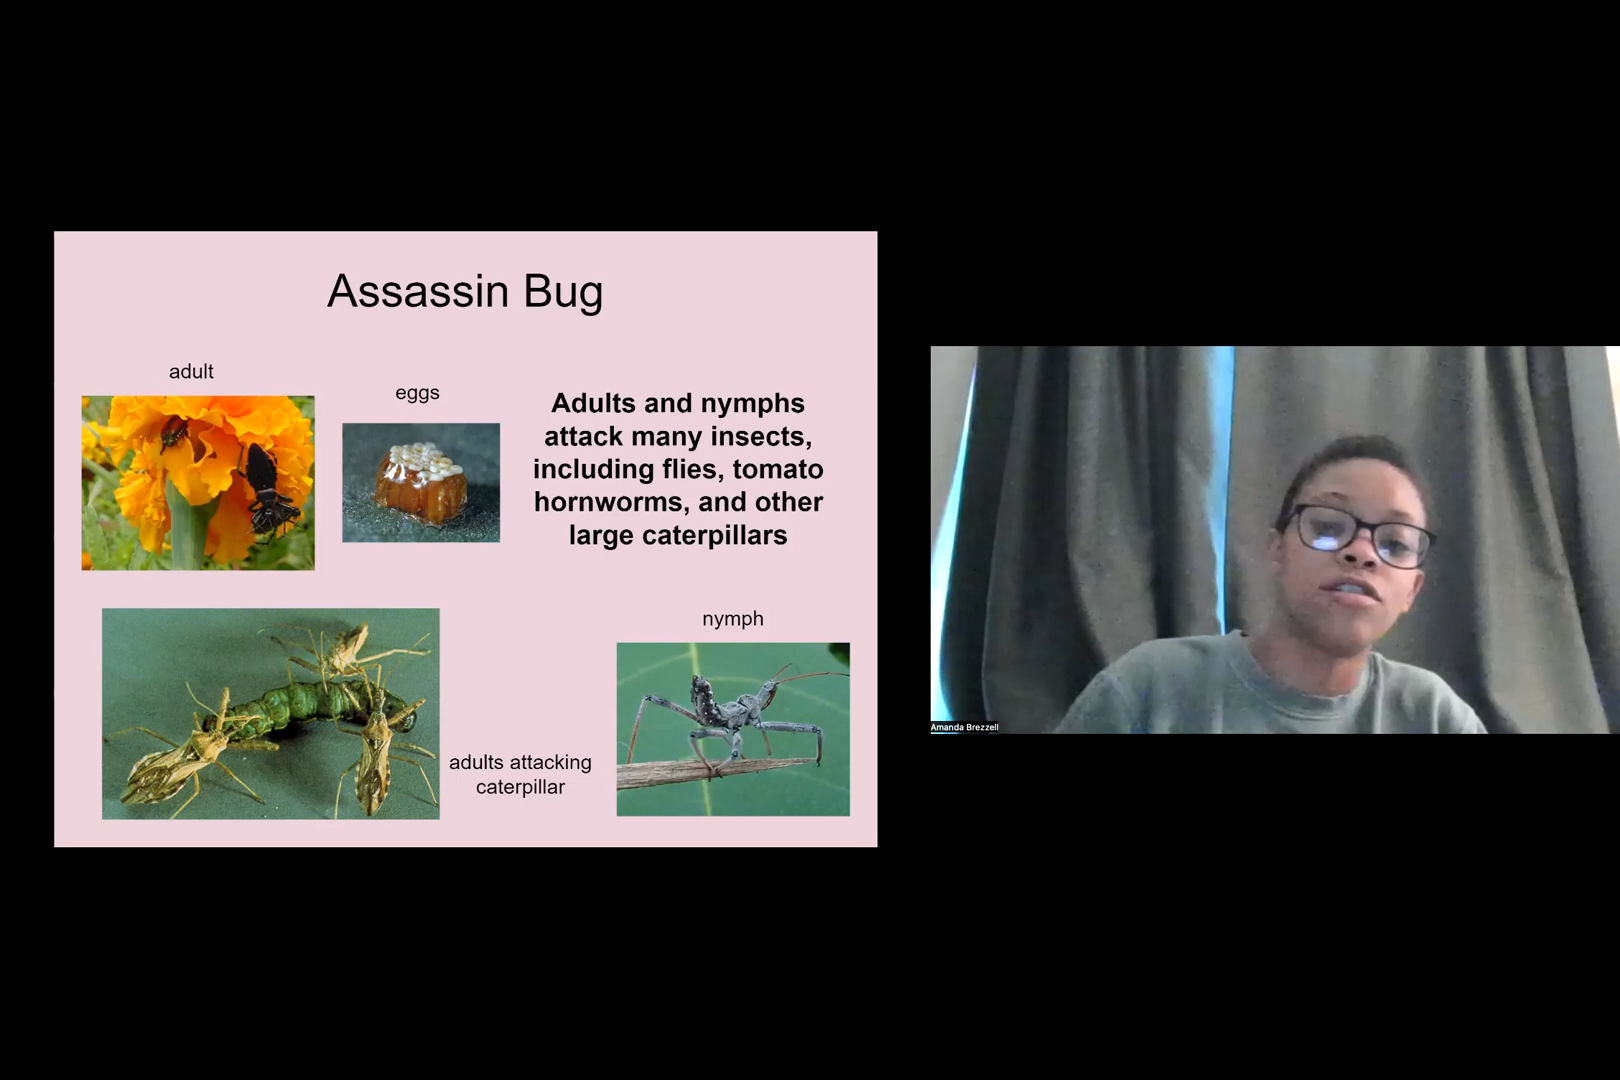 Assassin Bug
adult
eggs
Adults and nymphs
attack many insects,
including flies, tomato
hornworms, and other
large caterpillars
nymph
adults attacking
caterpillar
Amanda Brezzell